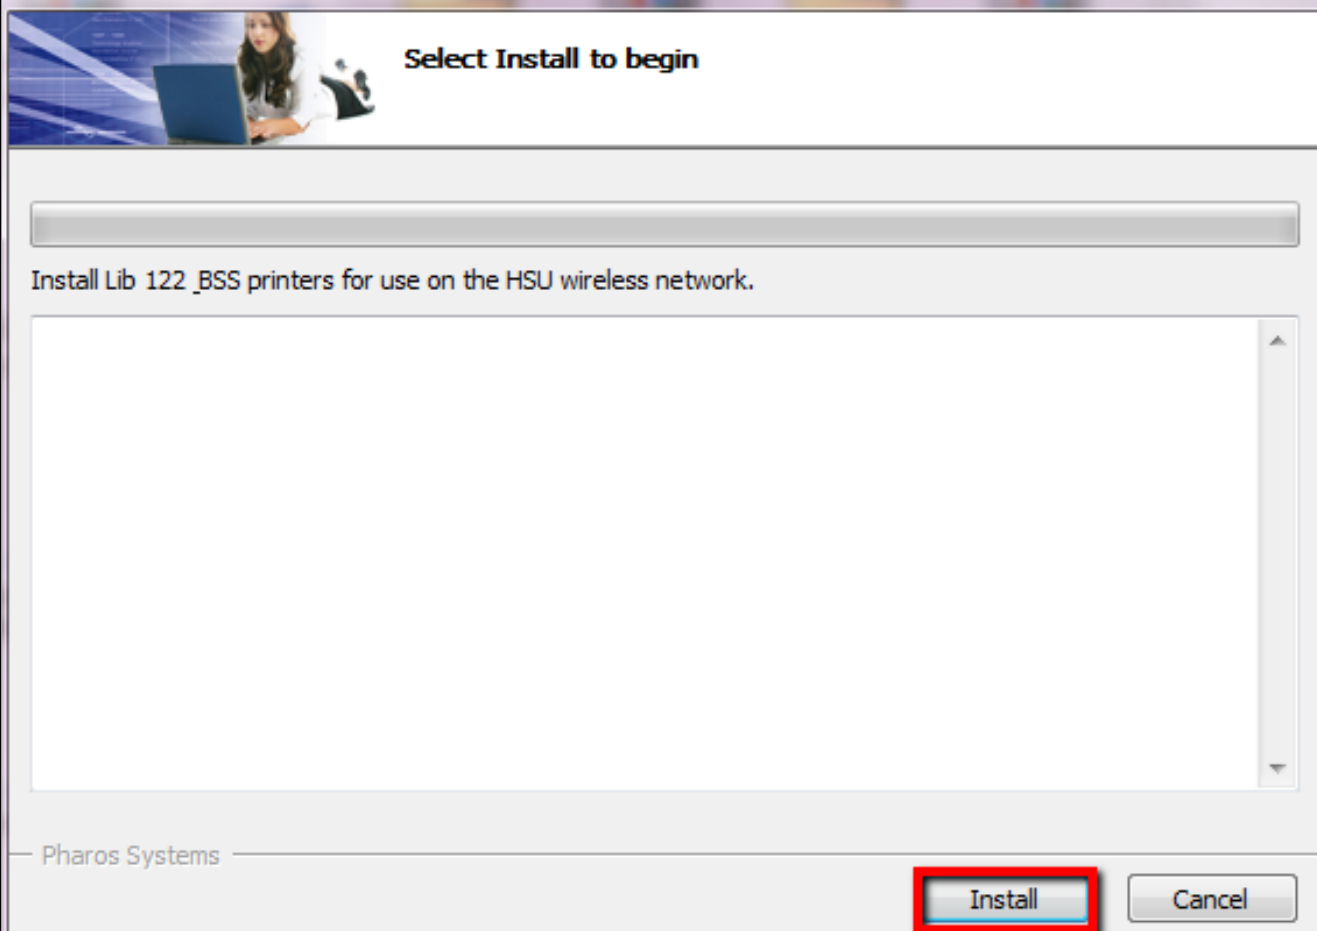 Select Install to begin
Install Lib 122 _BSS printers for use on the HSU wireless network.
Pharos Systems
Install
Cancel